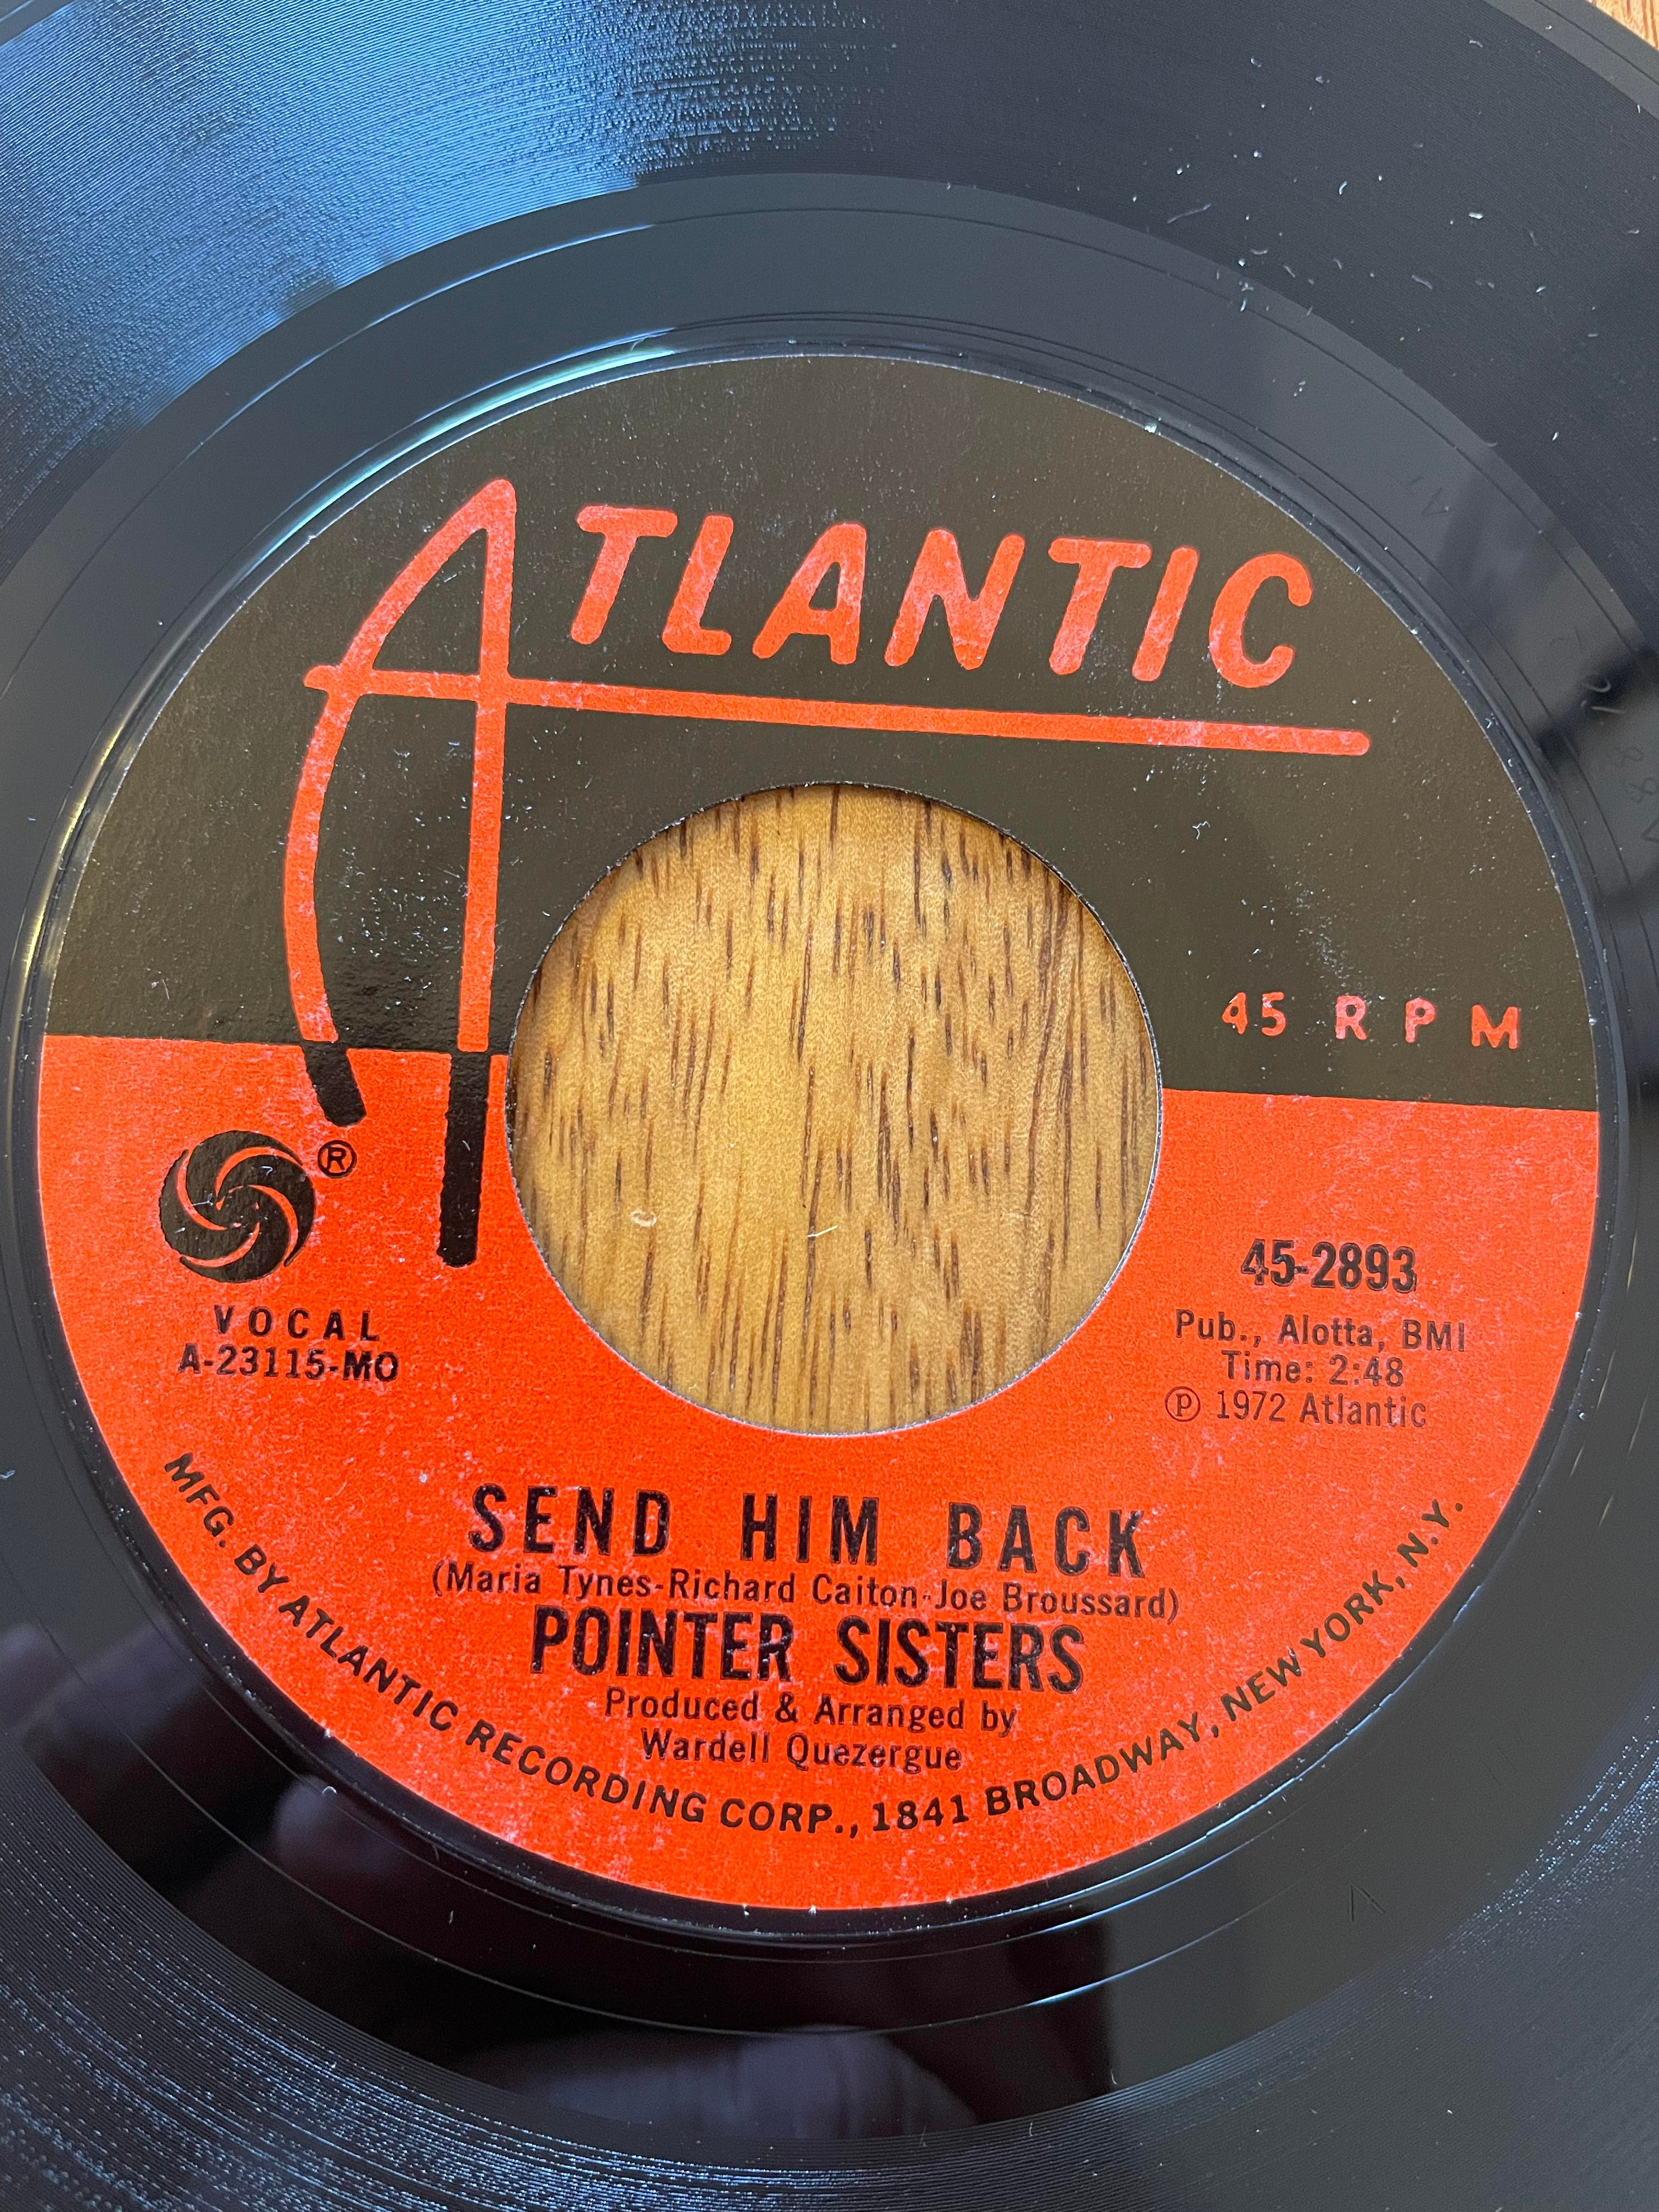 ATLANTIC
45 RPM
®
VOCAL
A-23115-MO
45-2893
Pub., Alotta, BMI
Time: 2:48
℗ 1972 Atlantic
SEND HIM BACK
(Maria Tynes-Richard Caiton-Joe Broussard)
POINTER SISTERS
Produced & Arranged by
Wardell Quezergue
MFG. BY ATLANTIC RECORDING CORP., 1841 BROADWAY, NEW YORK, N.Y.